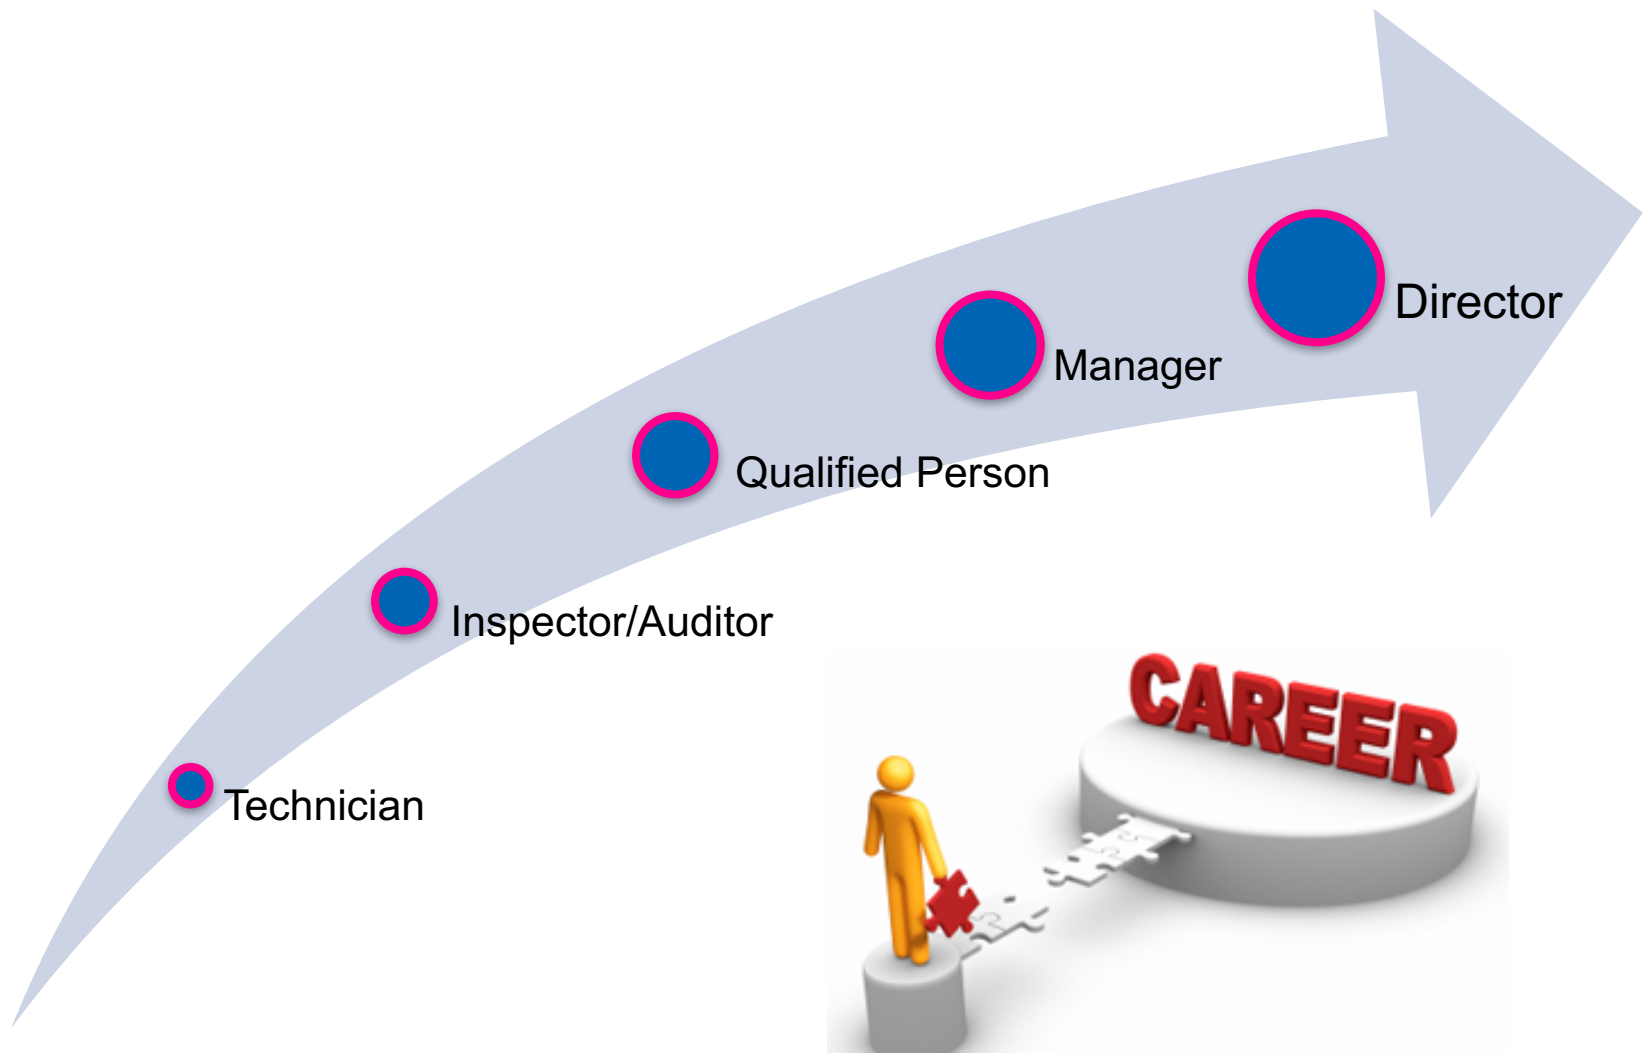 Director
Manager
Qualified Person
Inspector/Auditor
CAREER
Technician